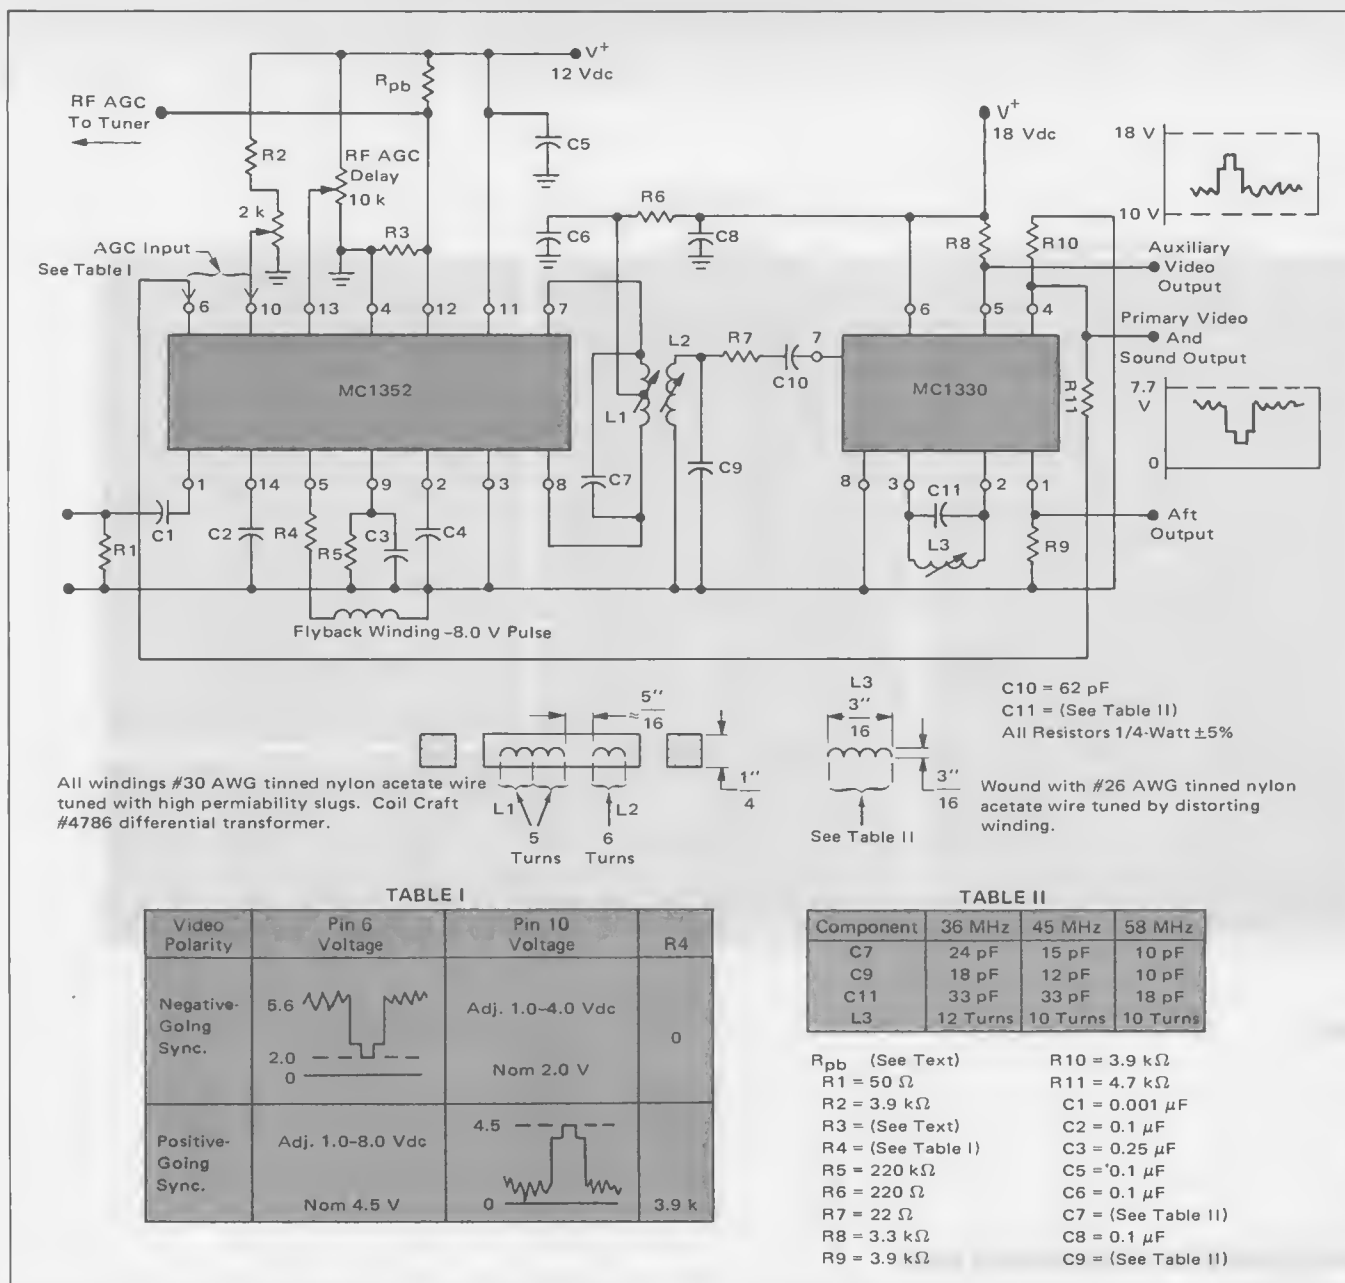 V+
12 Vdc
Rpb
RF AGC
To Tuner
R2
RF AGC
Delay
10 k
C5
2 k
R3
AGC Input
See Table I
6
10
13
4
12
11
7
MC1352
1
14
5
9
2
3
8
R1
C1
C2
R4
R5
C3
C4
Flyback Winding –8.0 V Pulse
C6
R6
C8
L1
L2
C7
C9
R7
C10
7
V+
18 Vdc
R8
R10
6
5
4
MC1330
R11
8
3
2
1
C11
L3
R9
18 V
10 V
Auxiliary
Video
Output
Primary Video
And
Sound Output
7.7
V
0
Aft
Output
C10 = 62 pF
C11 = (See Table II)
All Resistors 1/4-Watt ±5%
≈ 5''
16
1''
4
L1
L2
5
Turns
6
Turns
All windings #30 AWG tinned nylon acetate wire
tuned with high permiability slugs. Coil Craft
#4786 differential transformer.
L3
3''
16
3''
16
See Table II
Wound with #26 AWG tinned nylon
acetate wire tuned by distorting
winding.
TABLE I
Video Polarity	Pin 6 Voltage	Pin 10 Voltage	R4
Negative-Going Sync.	5.6 2.0 0	Adj. 1.0–4.0 Vdc Nom 2.0 V	0
Positive-Going Sync.	Adj. 1.0–8.0 Vdc Nom 4.5 V	4.5 0	3.9 k
TABLE II
Component	36 MHz	45 MHz	58 MHz
C7	24 pF	15 pF	10 pF
C9	18 pF	12 pF	10 pF
C11	33 pF	33 pF	18 pF
L3	12 Turns	10 Turns	10 Turns
Rpb (See Text)
R1 = 50 Ω
R2 = 3.9 kΩ
R3 = (See Text)
R4 = (See Table I)
R5 = 220 kΩ
R6 = 220 Ω
R7 = 22 Ω
R8 = 3.3 kΩ
R9 = 3.9 kΩ
R10 = 3.9 kΩ
R11 = 4.7 kΩ
C1 = 0.001 μF
C2 = 0.1 μF
C3 = 0.25 μF
C5 = 0.1 μF
C6 = 0.1 μF
C7 = (See Table II)
C8 = 0.1 μF
C9 = (See Table II)